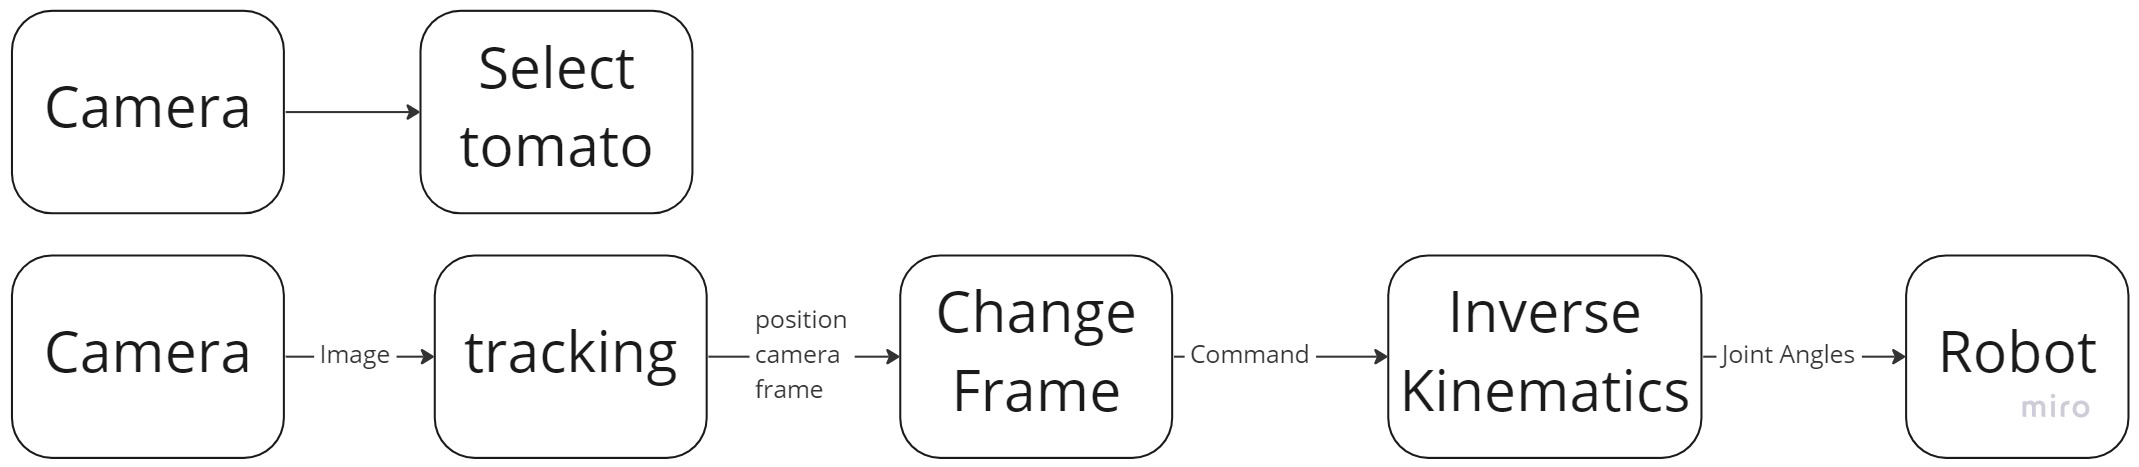 Camera
Select
tomato
Camera
Image
tracking
position
camera
frame
Change
Frame
Command
Inverse
Kinematics
Joint Angles
Robot
miro